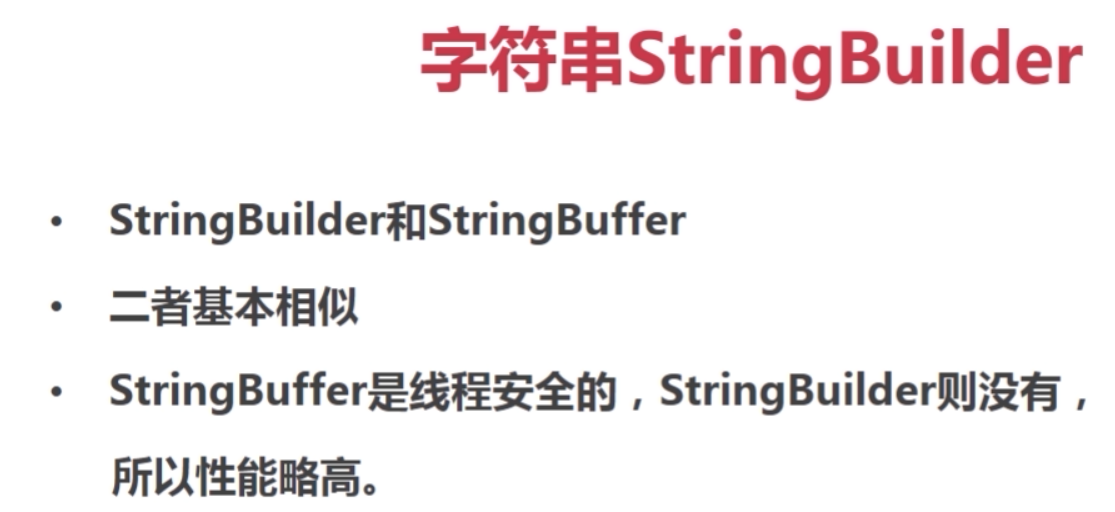 字符串StringBuilder
• StringBuilder和StringBuffer
• 二者基本相似
• StringBuffer是线程安全的，StringBuilder则没有，
所以性能略高。